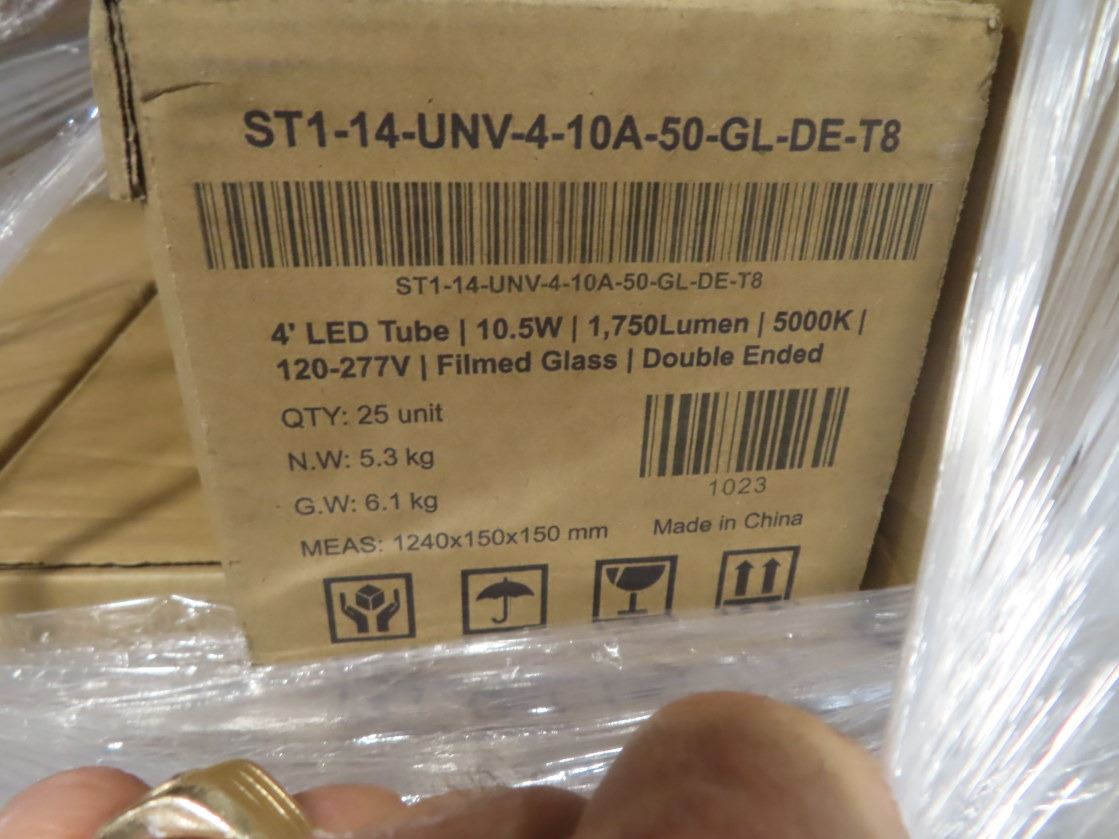 ST1-14-UNV-4-10A-50-GL-DE-T8
ST1-14-UNV-4-10A-50-GL-DE-T8
4' LED Tube | 10.5W | 1,750Lumen | 5000K |
120-277V | Filmed Glass | Double Ended
QTY: 25 unit
N.W: 5.3 kg
1023
G.W: 6.1 kg
MEAS: 1240x150x150 mm
Made in China